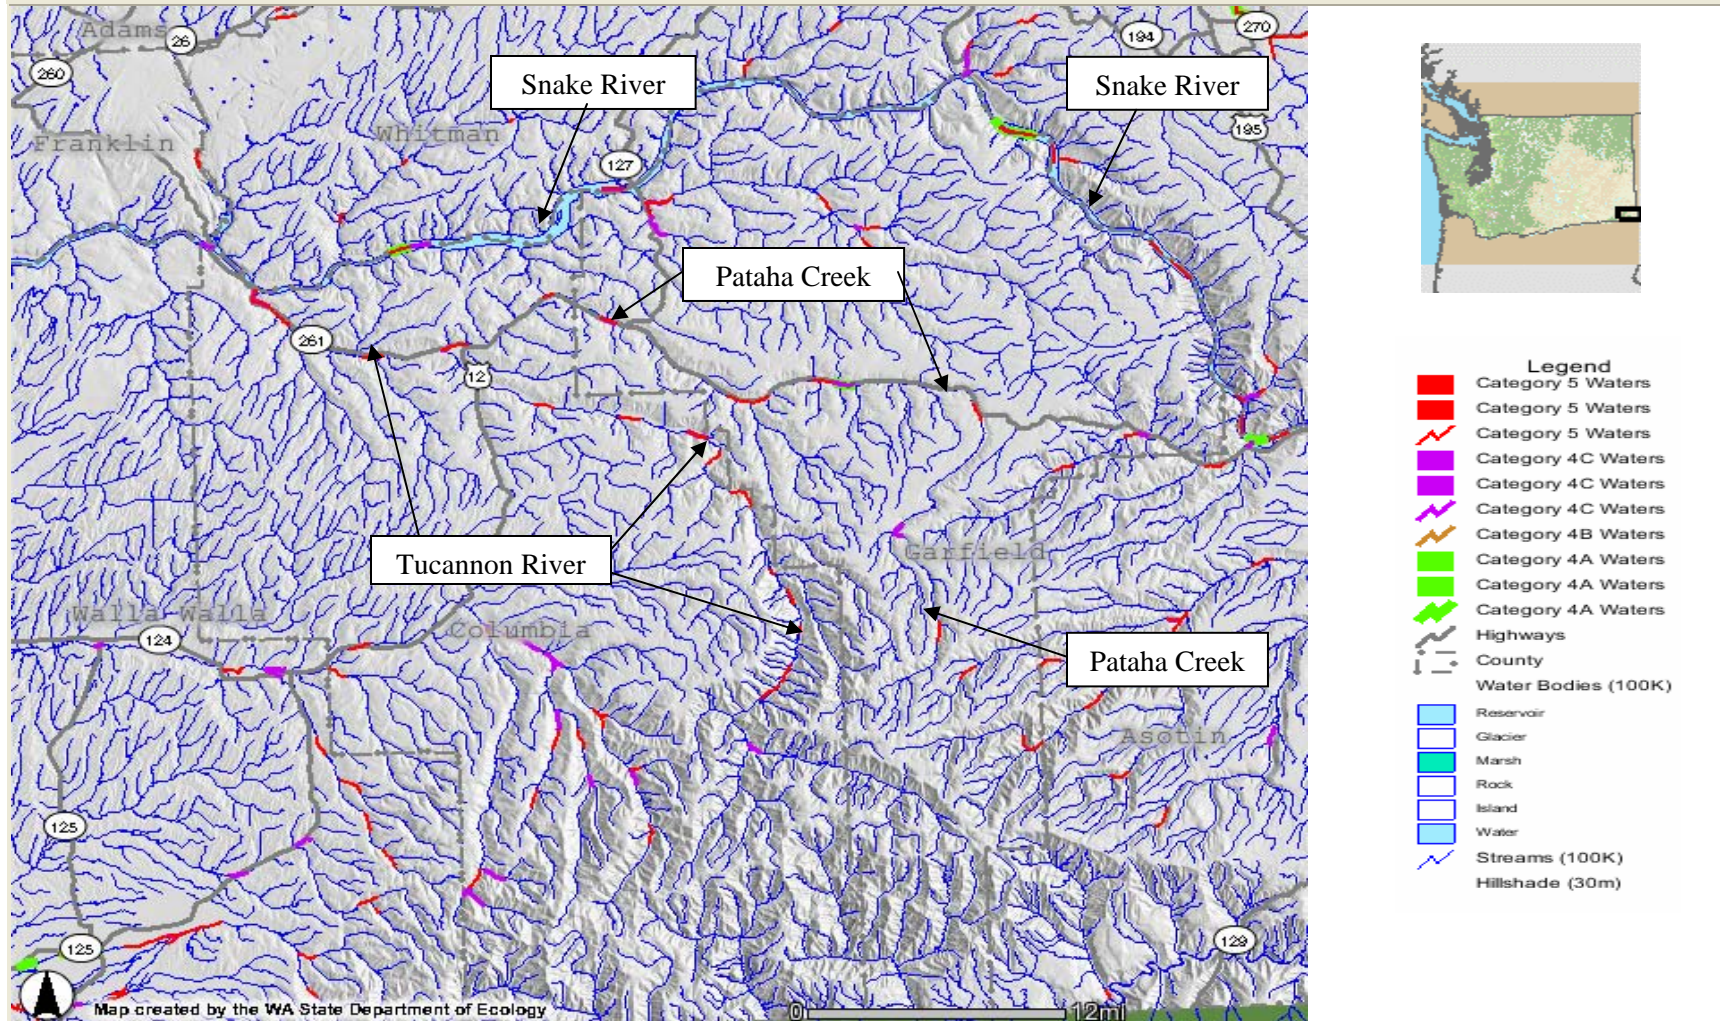 Adams
26
194
270
260
Snake River
Snake River
195
Franklin
Whitman
127
Pataha Creek
261
12
Tucannon River
Garfield
Walla Walla
124
Columbia
Pataha Creek
Asotin
125
125
129
Map created by the WA State Department of Ecology
0
12mi
Legend
Category 5 Waters
Category 5 Waters
Category 5 Waters
Category 4C Waters
Category 4C Waters
Category 4C Waters
Category 4B Waters
Category 4A Waters
Category 4A Waters
Category 4A Waters
Highways
County
Water Bodies (100K)
Reservoir
Glacier
Marsh
Rock
Island
Water
Streams (100K)
Hillshade (30m)